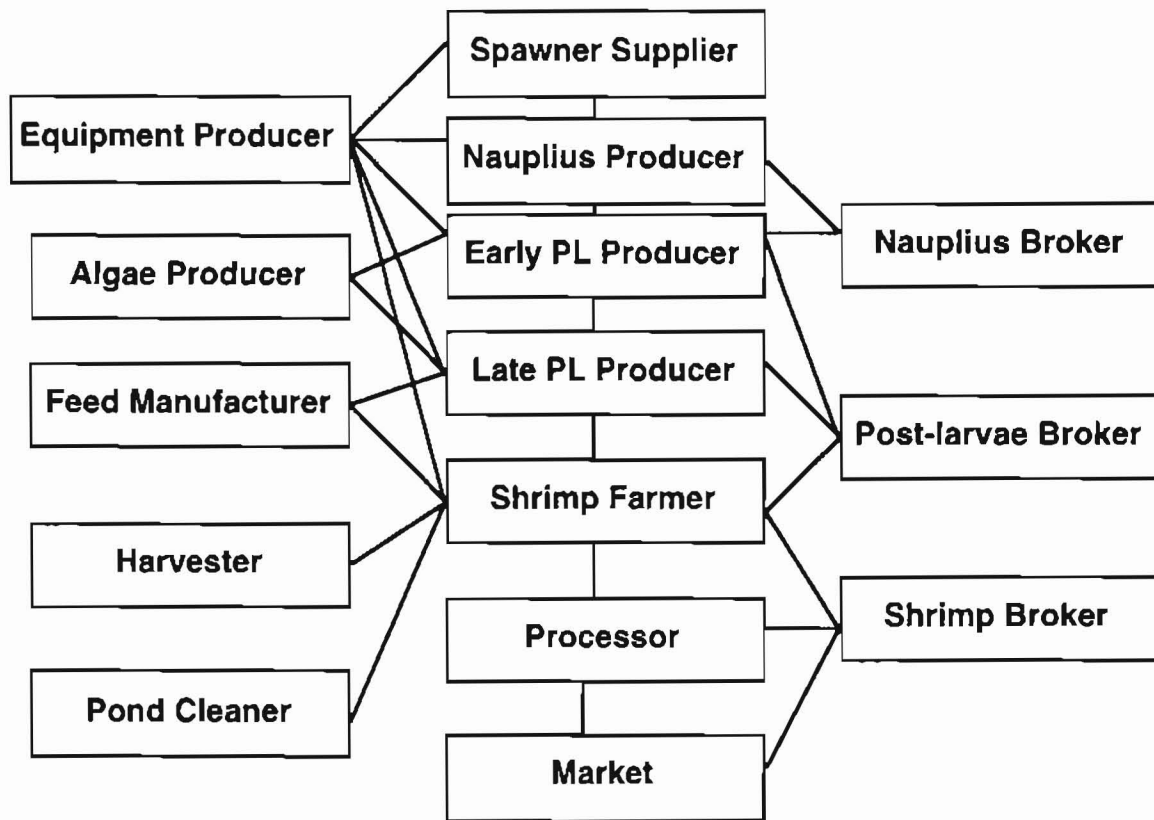 Spawner Supplier
Equipment Producer
Nauplius Producer
Early PL Producer
Nauplius Broker
Algae Producer
Late PL Producer
Feed Manufacturer
Post-larvae Broker
Shrimp Farmer
Harvester
Shrimp Broker
Processor
Pond Cleaner
Market